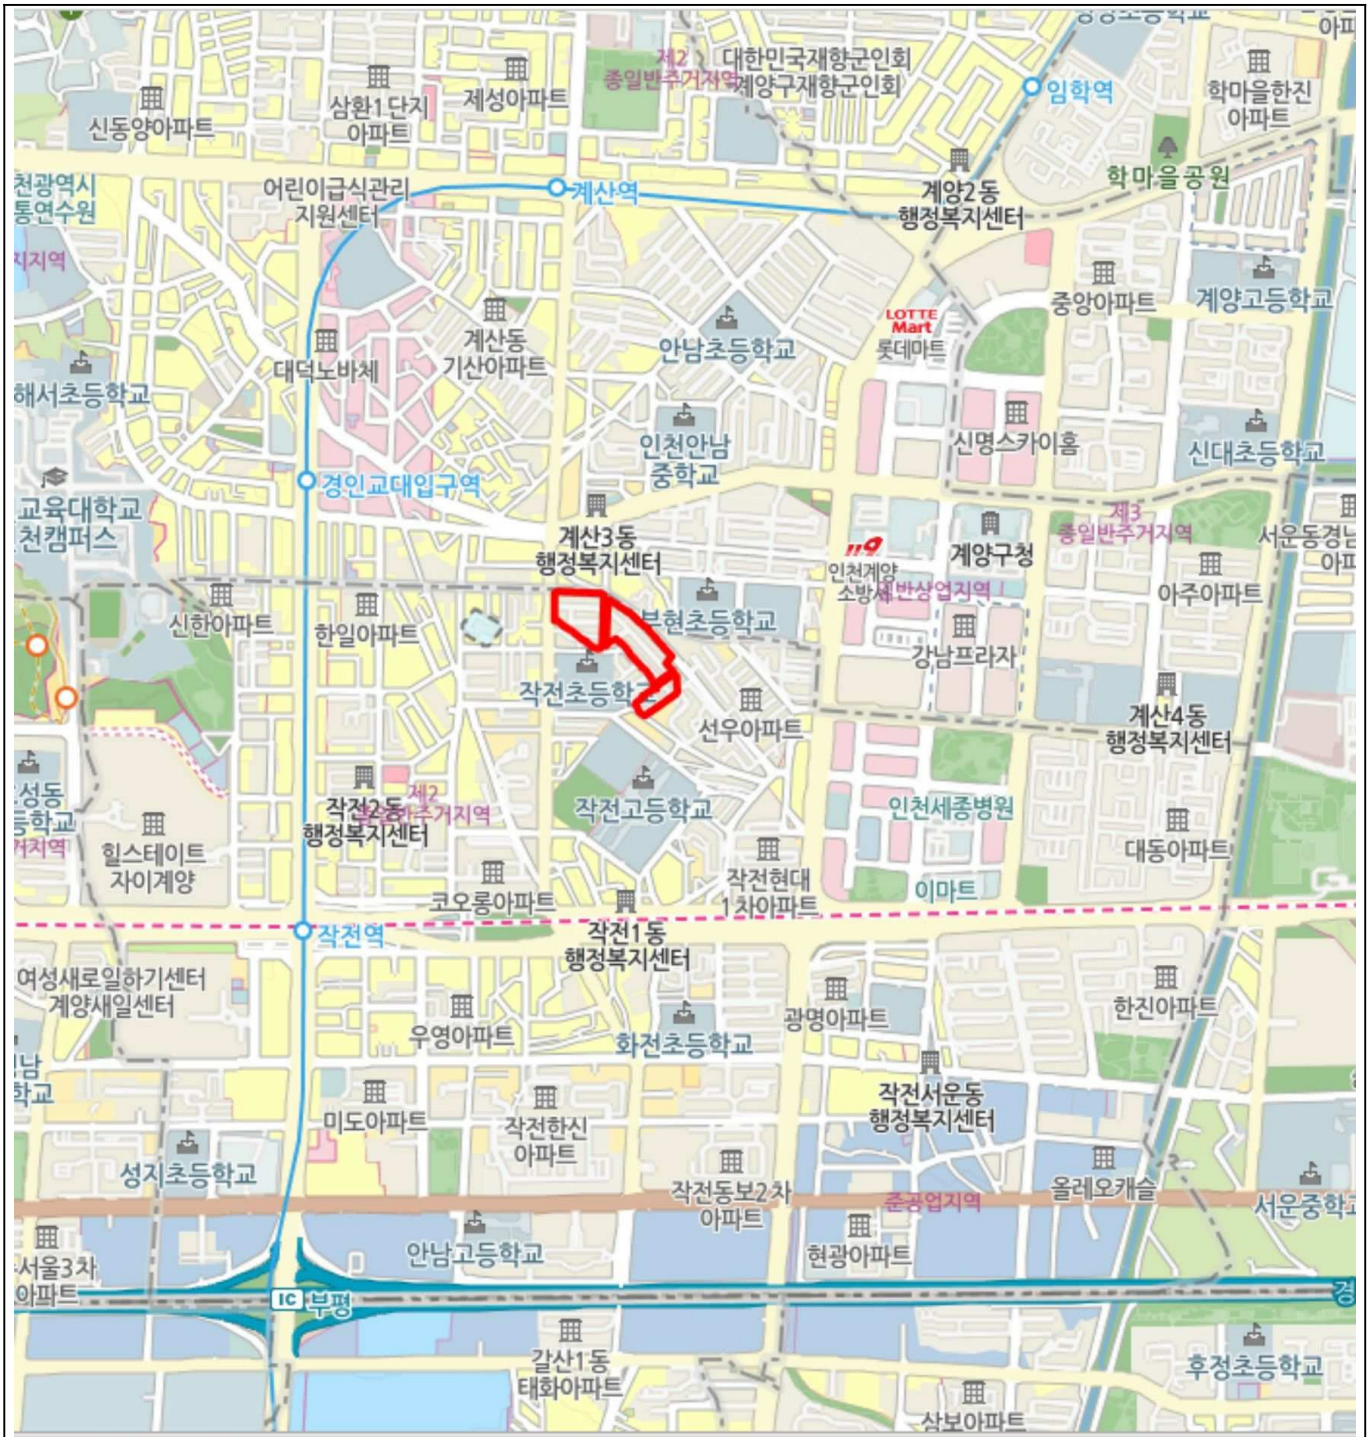 제2
종일반주거지역
대한민국재향군인회
계양구재향군인회
임학역
학마을한진
아파트
신동양아파트
삼환1단지
아파트
제성아파트
학마을공원
천광역시
통연수원
어린이급식관리
지원센터
계산역
계양2동
행정복지센터
지지역
중앙아파트
계양고등학교
LOTTE
Mart
롯데마트
계산동
기산아파트
안남초등학교
대덕노바체
해서초등학교
인천안남
중학교
신명스카이홈
신대초등학교
경인교대입구역
교육대학교
천캠퍼스
계산3동
행정복지센터
119
인천계양
소방서
계양구청
제3
종일반주거지역
서운동경남
아파
일반상업지역
아주아파트
신한아파트
한일아파트
부현초등학교
강남프라자
작전초등학교
선우아파트
계산4동
행정복지센터
성동
등학교
거지역
작전2동
행정복지센터
제2
종일반주거지역
작전고등학교
인천세종병원
힐스테이트
자이계양
대동아파트
코오롱아파트
작전현대
1차아파트
이마트
작전역
작전1동
행정복지센터
여성새로일하기센터
계양새일센터
우영아파트
화전초등학교
광명아파트
한진아파트
남
학교
미도아파트
작전한신
아파트
작전서운동
행정복지센터
성지초등학교
작전동보2차
아파트
올레오캐슬
준공업지역
서운중학교
서울3차
아파트
안남고등학교
현광아파트
IC 부평
경
갈산1동
태화아파트
후정초등학교
삼보아파트